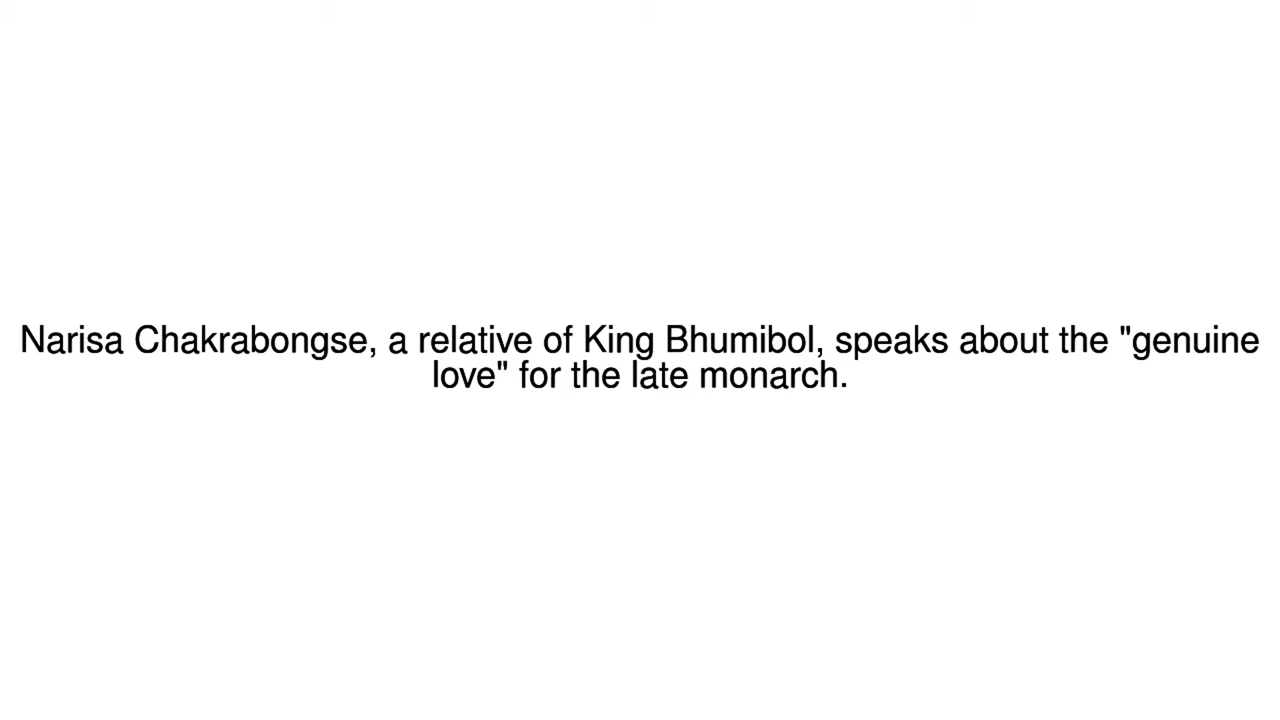 Narisa Chakrabongse, a relative of King Bhumibol, speaks about the "genuine
love" for the late monarch.